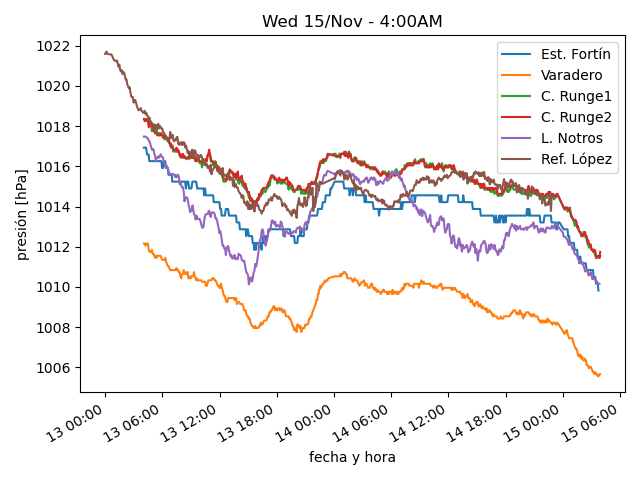 Wed 15/Nov - 4:00AM
Est. Fortín
Varadero
C. Runge1
C. Runge2
L. Notros
Ref. López
presión [hPa]
1022
1020
1018
1016
1014
1012
1010
1008
1006
13 00:00
13 06:00
13 12:00
13 18:00
14 00:00
14 06:00
14 12:00
14 18:00
15 00:00
15 06:00
fecha y hora